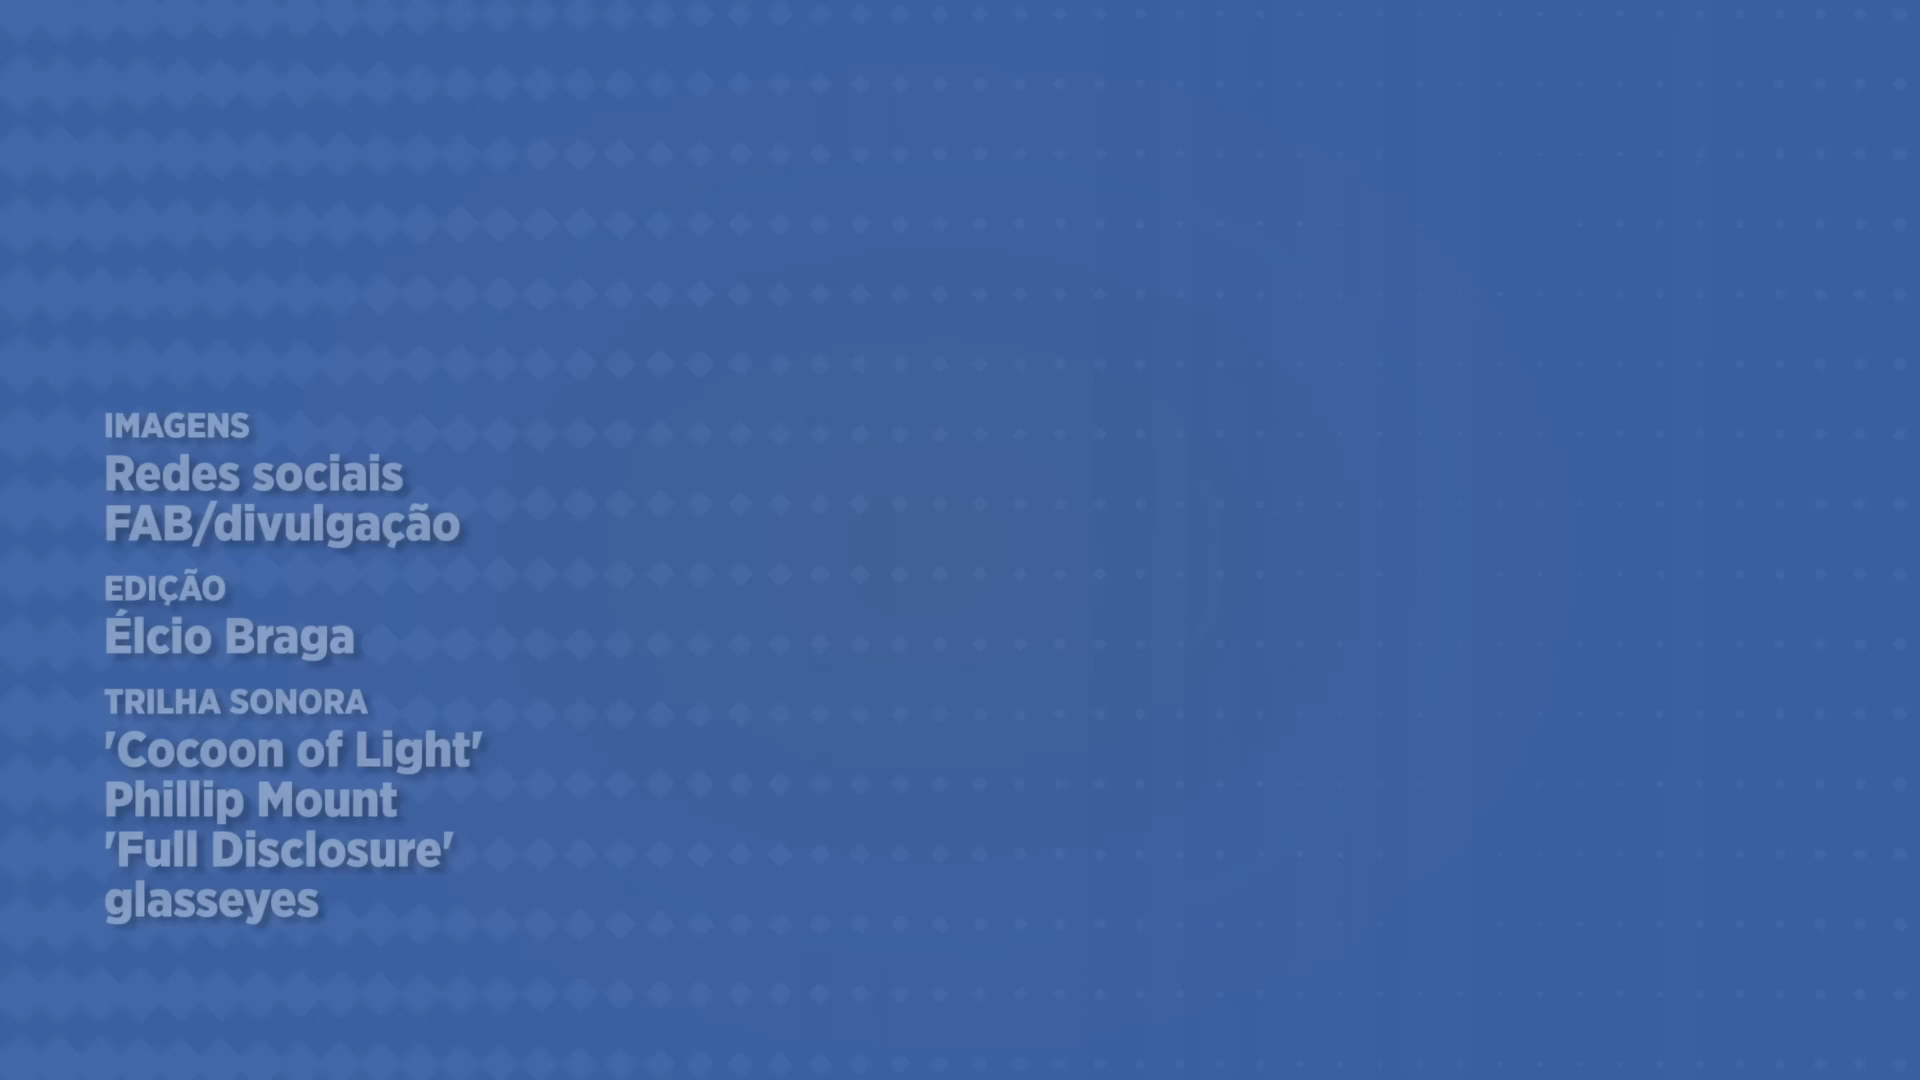 IMAGENS
Redes sociais
FAB/divulgação
EDIÇÃO
Élcio Braga
TRILHA SONORA
'Cocoon of Light'
Phillip Mount
'Full Disclosure'
glasseyes